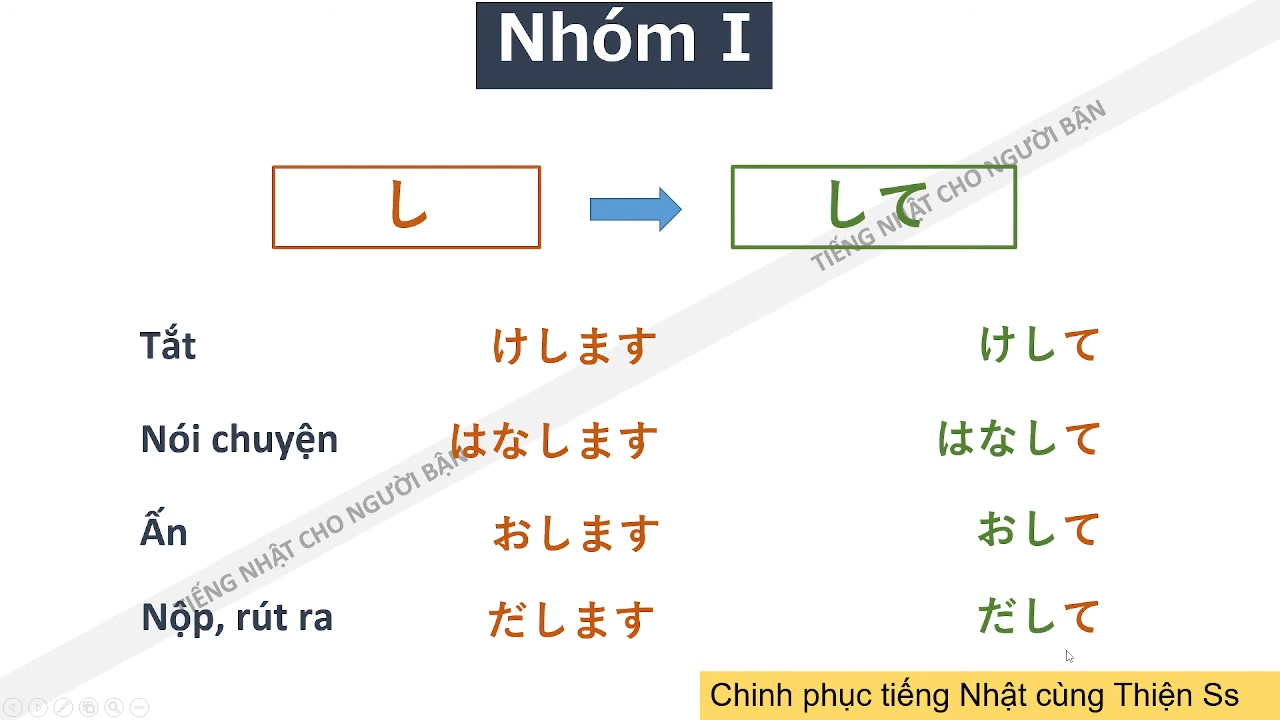 Nhóm I
し して
Tắt けします けして
Nói chuyện はなします はなして
Ấn おします おして
Nộp, rút ra だします だして
TIẾNG NHẬT CHO NGƯỜI BẬN
TIẾNG NHẬT CHO NGƯỜI BẬN
Chinh phục tiếng Nhật cùng Thiện Ss